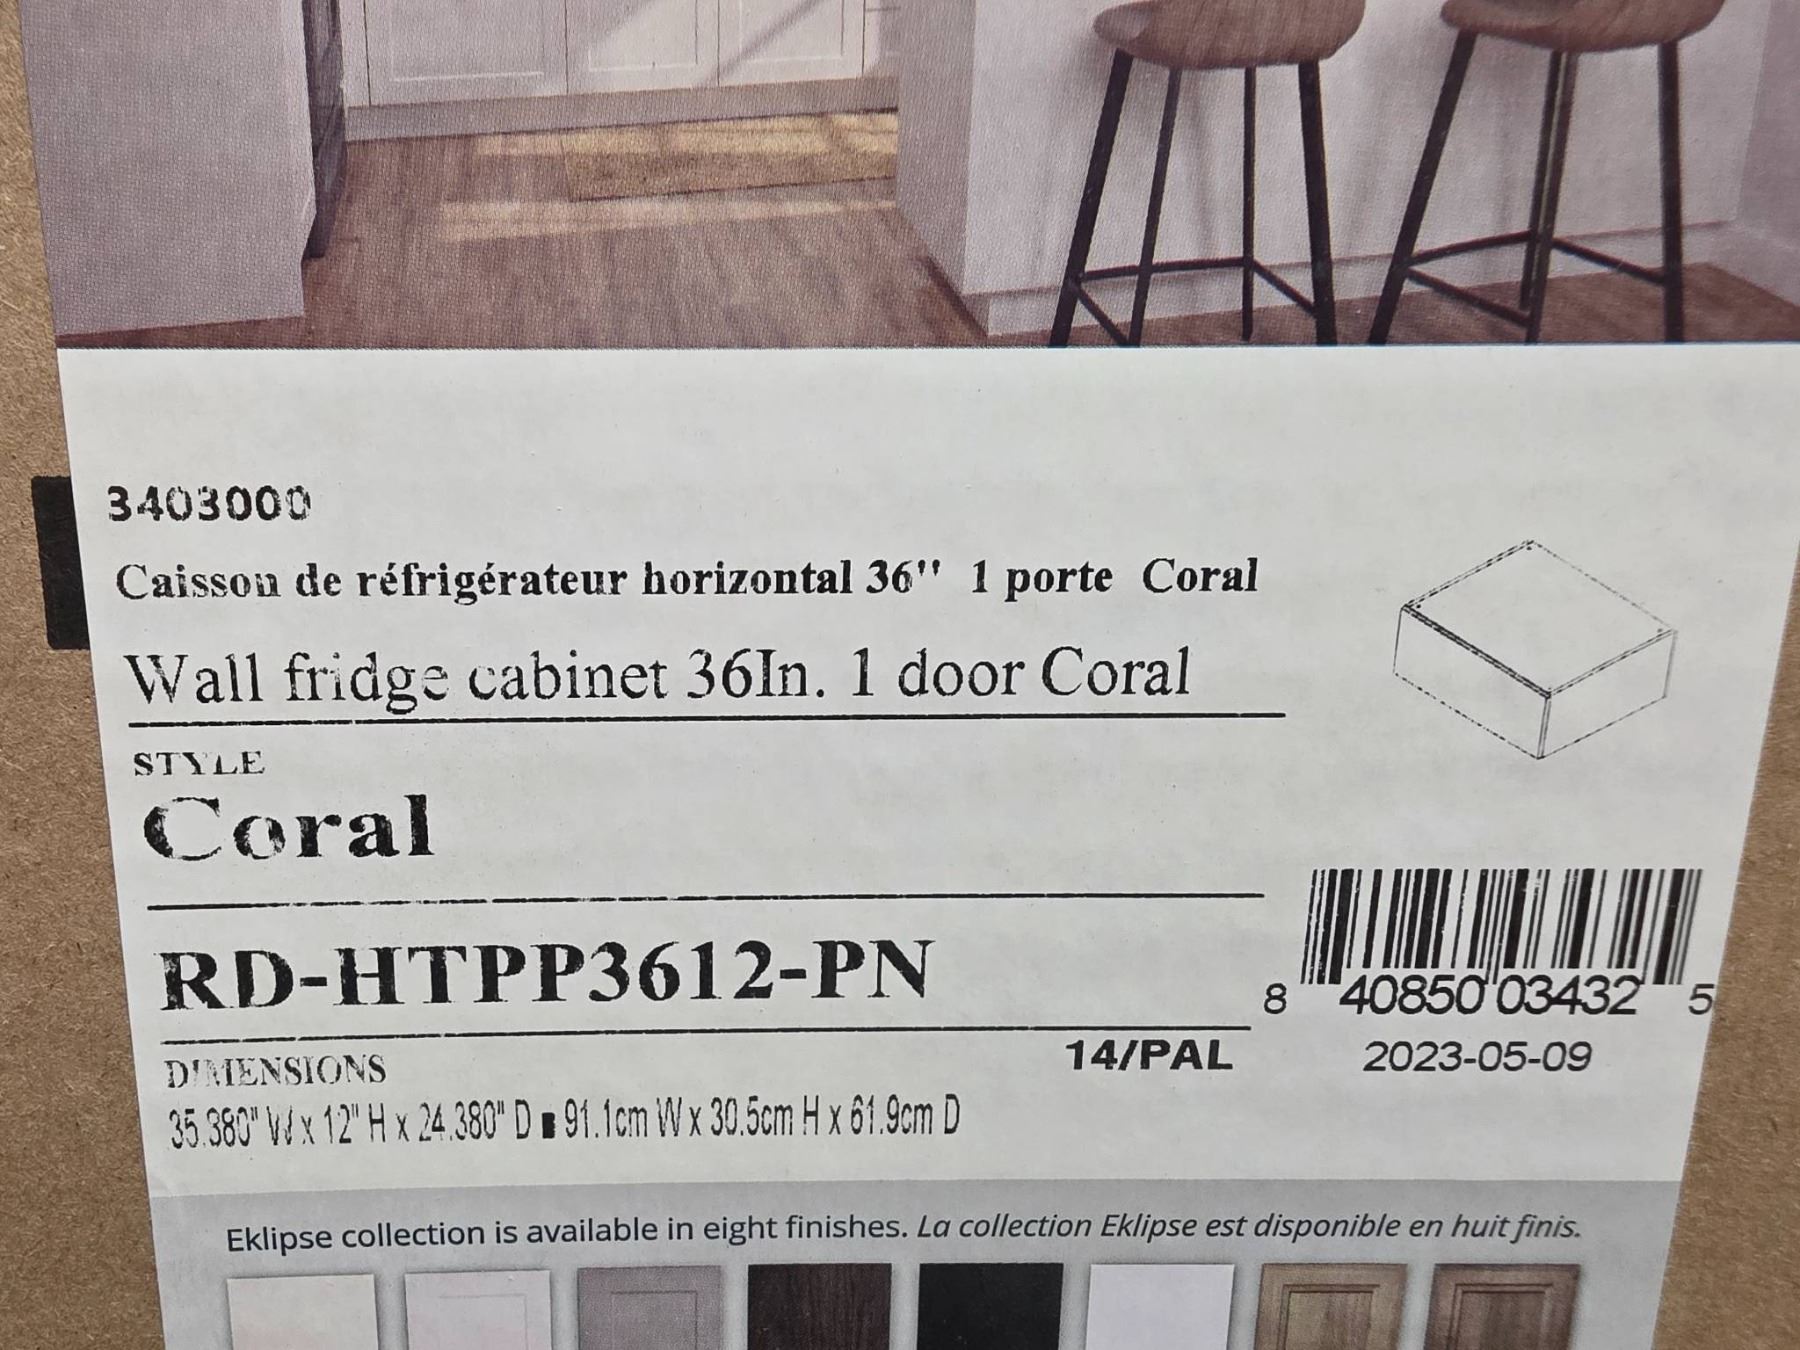 3403000
Caisson de réfrigérateur horizontal 36'' 1 porte Coral
Wall fridge cabinet 36In. 1 door Coral
STYLE
Coral
RD-HTPP3612-PN
8 40850 03432 5
DIMENSIONS
14/PAL
2023-05-09
35.380" W x 12" H x 24.380" D ■ 91.1cm W x 30.5cm H x 61.9cm D
Eklipse collection is available in eight finishes. La collection Eklipse est disponible en huit finis.